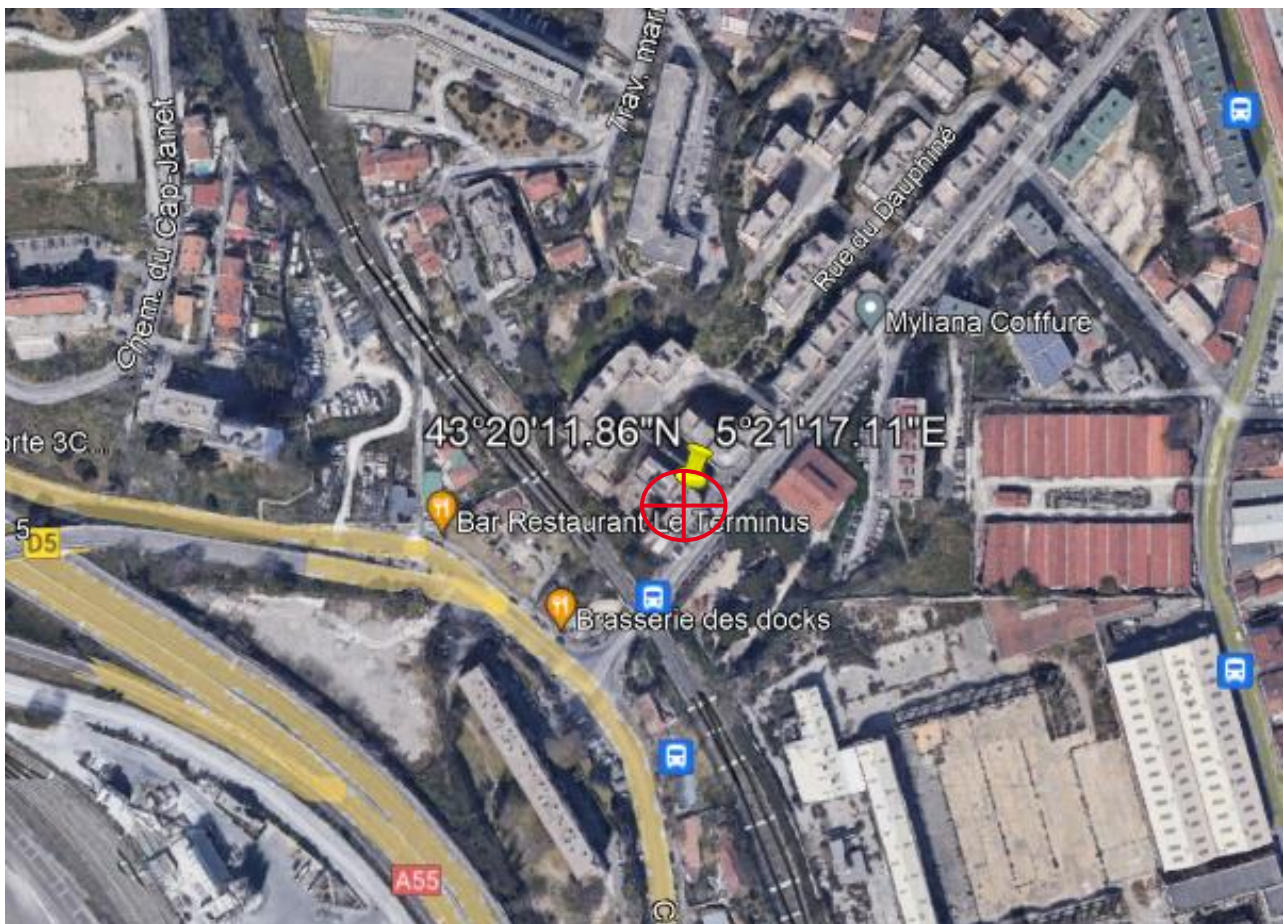 Trav. mar
Chem. du Cap-Janet
Rue du Dauphiné
Myliana Coiffure
43°20'11.86"N 5°21'17.11"E
orte 3C...
Bar Restaurant Le Terminus
5
D5
Brasserie des docks
A55
C